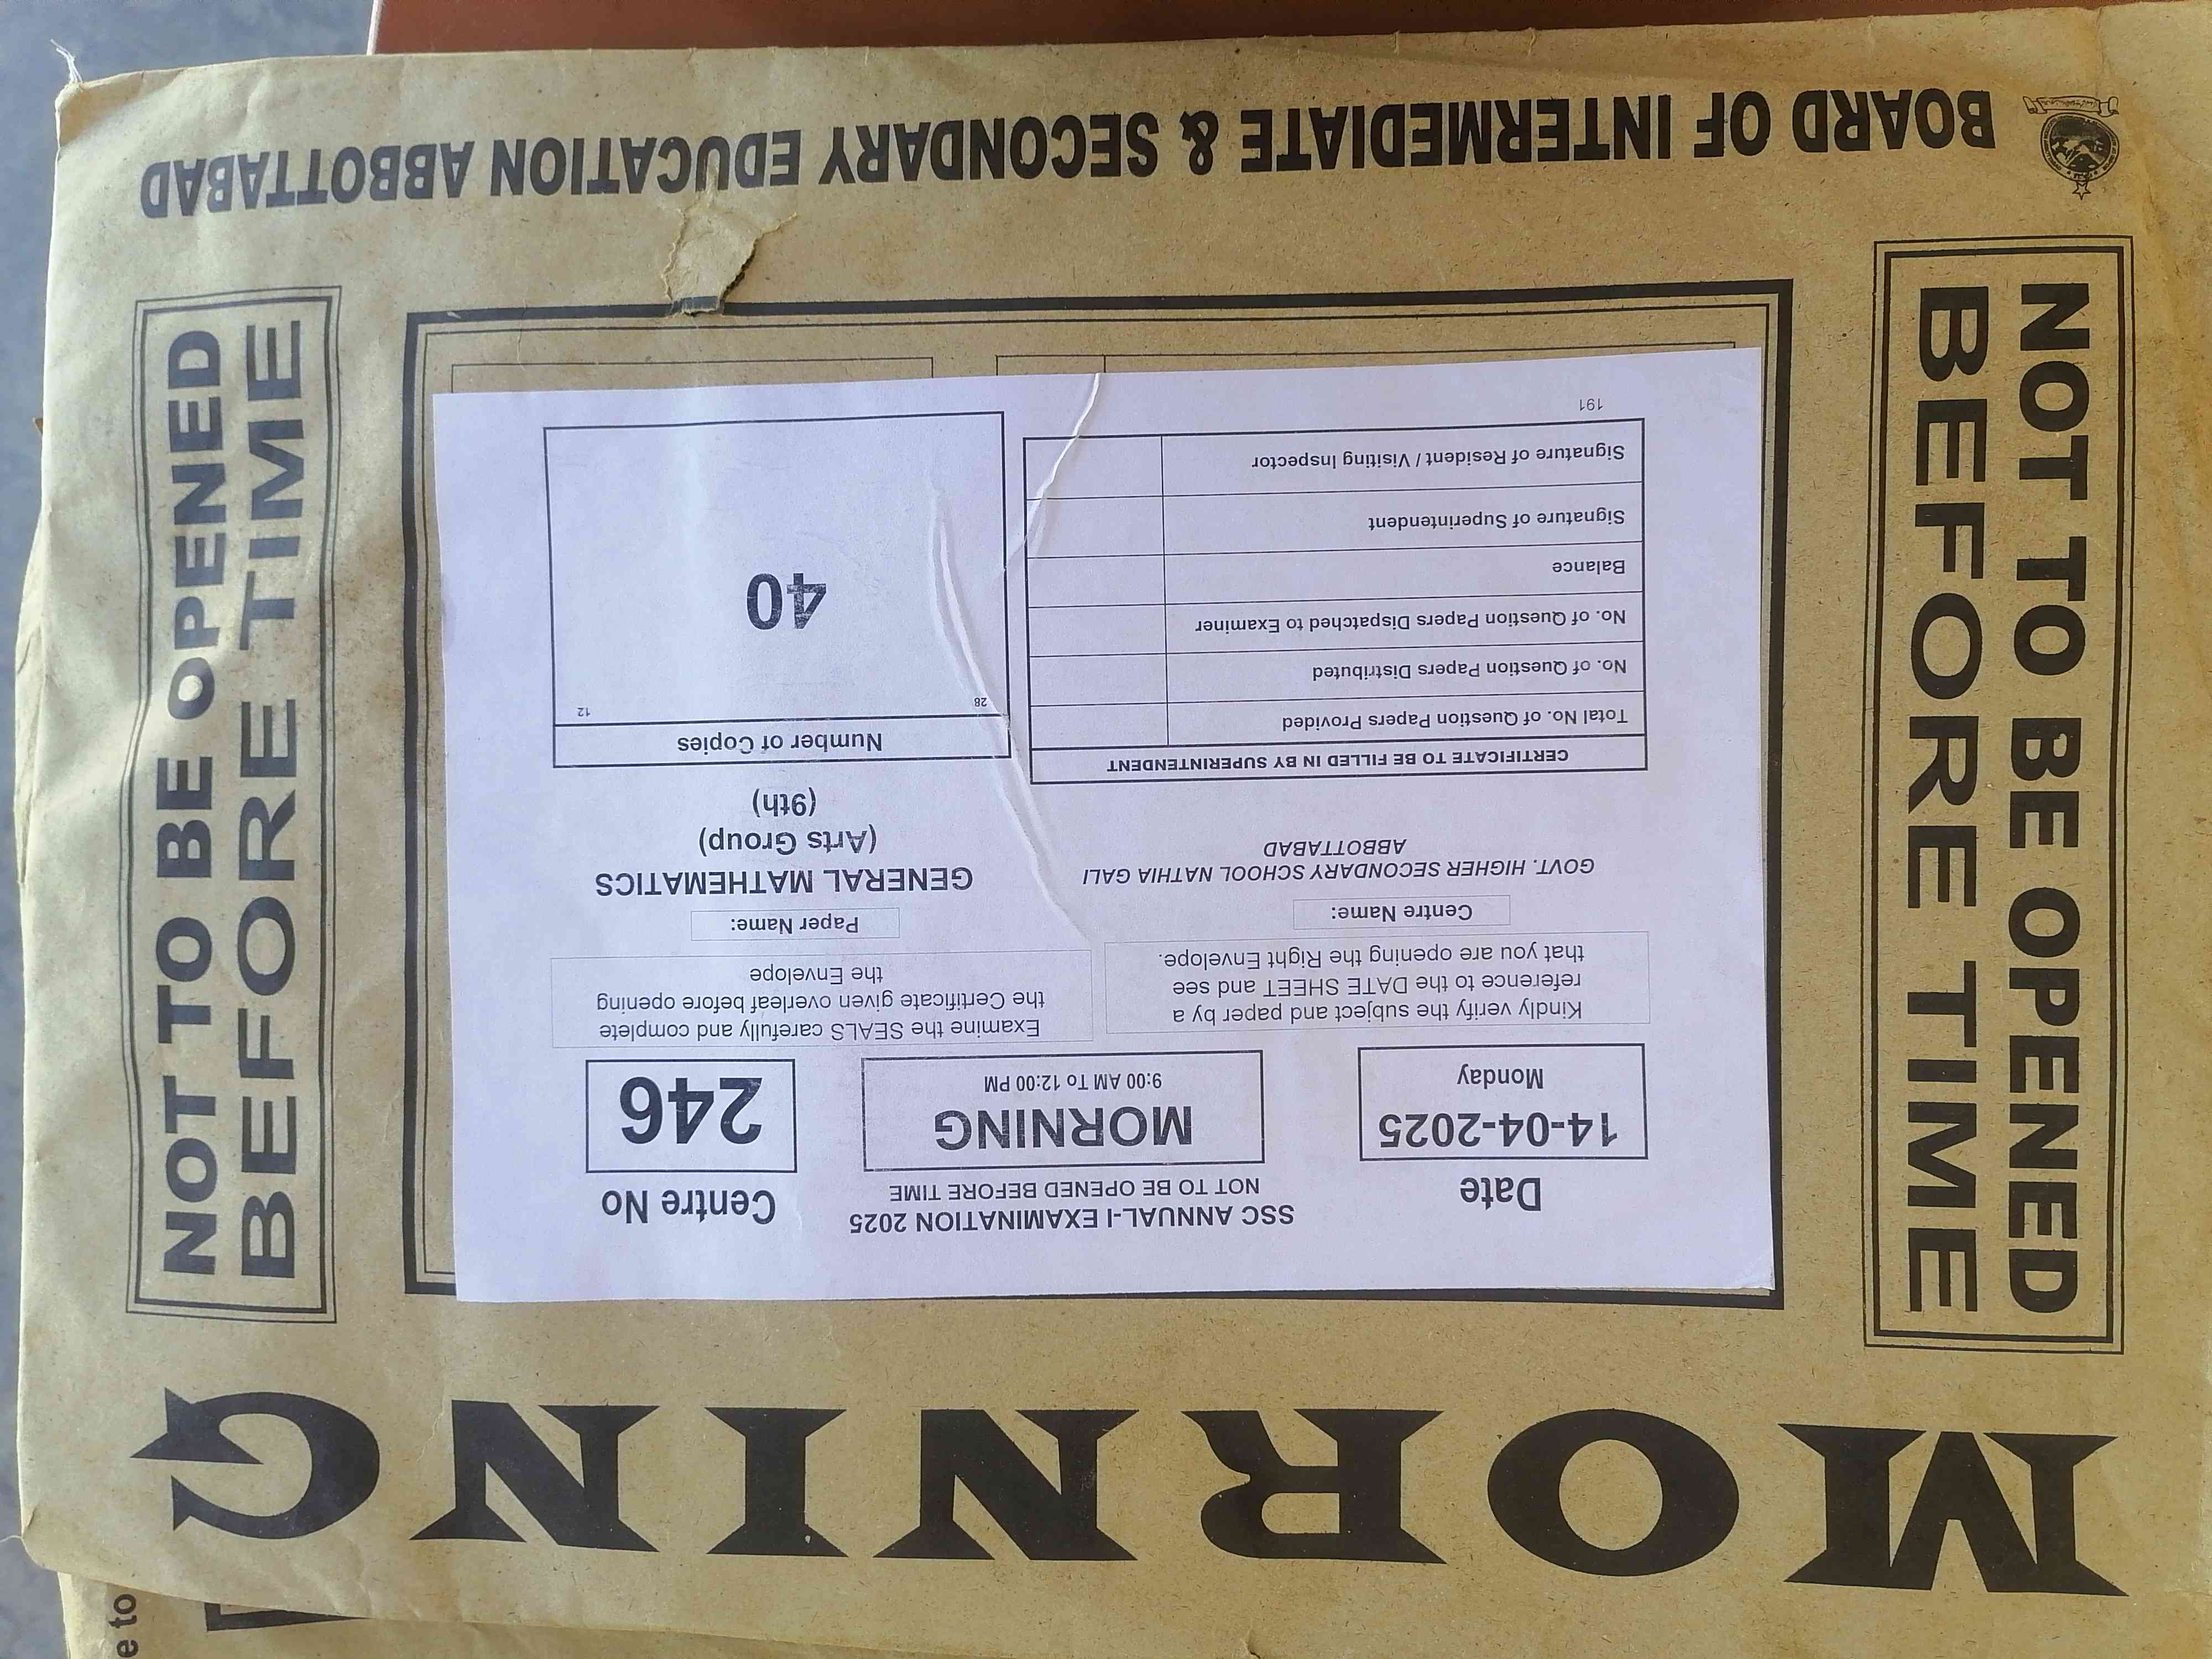 MORNING
NOT TO BE OPENED
BEFORE TIME
SSC ANNUAL-I EXAMINATION 2025
NOT TO BE OPENED BEFORE TIME
Date
14-04-2025
Monday
MORNING
9:00 AM To 12:00 PM
Centre No
246
Kindly verify the subject and paper by a
reference to the DATE SHEET and see
that you are opening the Right Envelope.
Examine the SEALS carefully and complete
the Certificate given overleaf before opening
the Envelope
Centre Name:
GOVT. HIGHER SECONDARY SCHOOL NATHIA GALI
ABBOTTABAD
Paper Name:
GENERAL MATHEMATICS
(Arts Group)
(9th)
CERTIFICATE TO BE FILLED IN BY SUPERINTENDENT
Total No. of Question Papers Provided
No. of Question Papers Distributed
No. of Question Papers Dispatched to Examiner
Balance
Signature of Superintendent
Signature of Resident / Visiting Inspector
191
Number of Copies
28
12
40
NOT TO BE OPENED
BEFORE TIME
BOARD OF INTERMEDIATE & SECONDARY EDUCATION ABBOTTABAD
e to